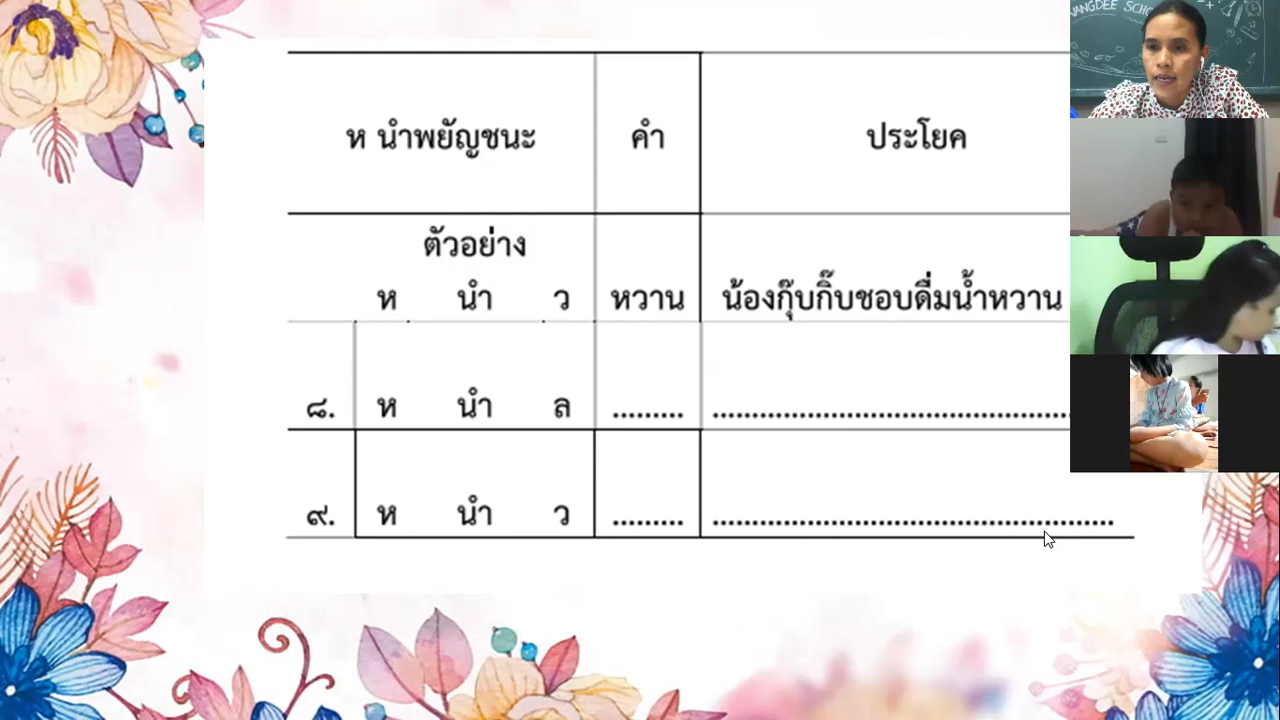 ห นำพยัญชนะ คำ ประโยค
ตัวอย่าง
ห นำ ว หวาน น้องกุ๊บกิ๊บชอบดื่มน้ำหวาน
๘. ห นำ ล ......... ..............................................
๙. ห นำ ว ......... ...................................................